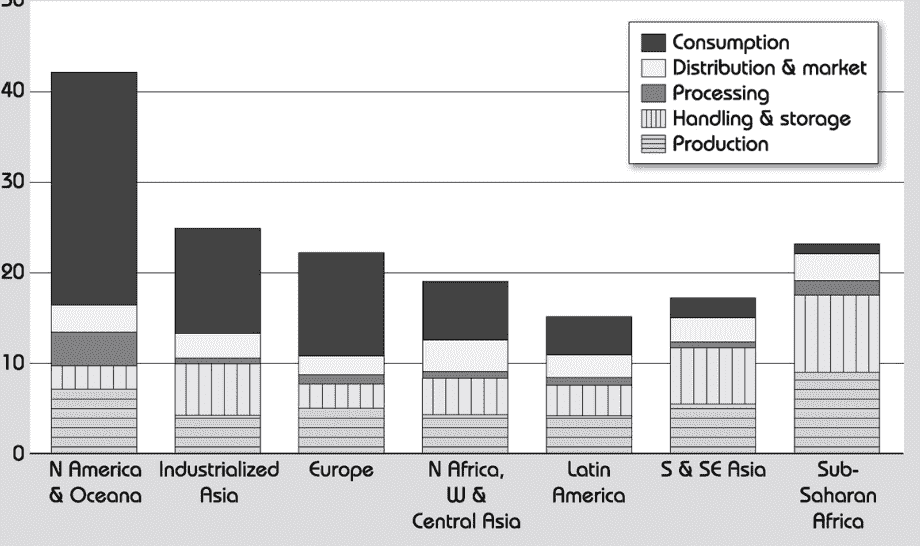 50
40
30
20
10
0
Consumption
Distribution & market
Processing
Handling & storage
Production
N America
& Oceana
Industrialized
Asia
Europe
N Africa,
W &
Central Asia
Latin
America
S & SE Asia
Sub-
Saharan
Africa